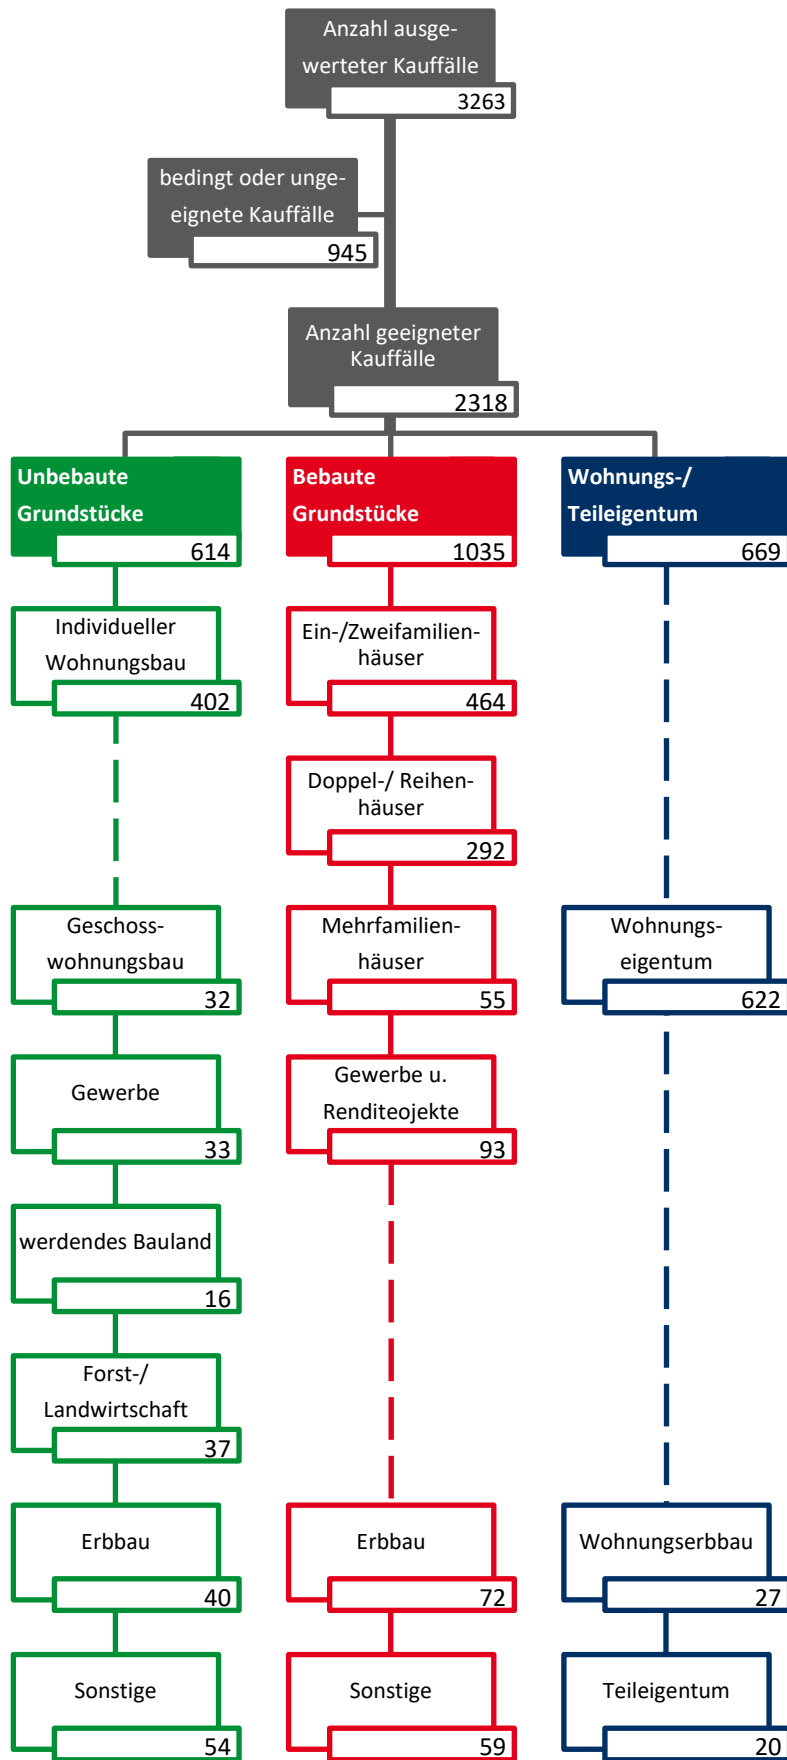 Anzahl ausge-
werteter Kauffälle
3263
bedingt oder unge-
eignete Kauffälle
945
Anzahl geeigneter
Kauffälle
2318
Unbebaute
Grundstücke
614
Individueller
Wohnungsbau
402
Geschoss-
wohnungsbau
32
Gewerbe
33
werdendes Bauland
16
Forst-/
Landwirtschaft
37
Erbbau
40
Sonstige
54
Bebaute
Grundstücke
1035
Ein-/Zweifamilien-
häuser
464
Doppel-/ Reihen-
häuser
292
Mehrfamilien-
häuser
55
Gewerbe u.
Renditeojekte
93
Erbbau
72
Sonstige
59
Wohnungs-/
Teileigentum
669
Wohnungs-
eigentum
622
Wohnungserbbau
27
Teileigentum
20